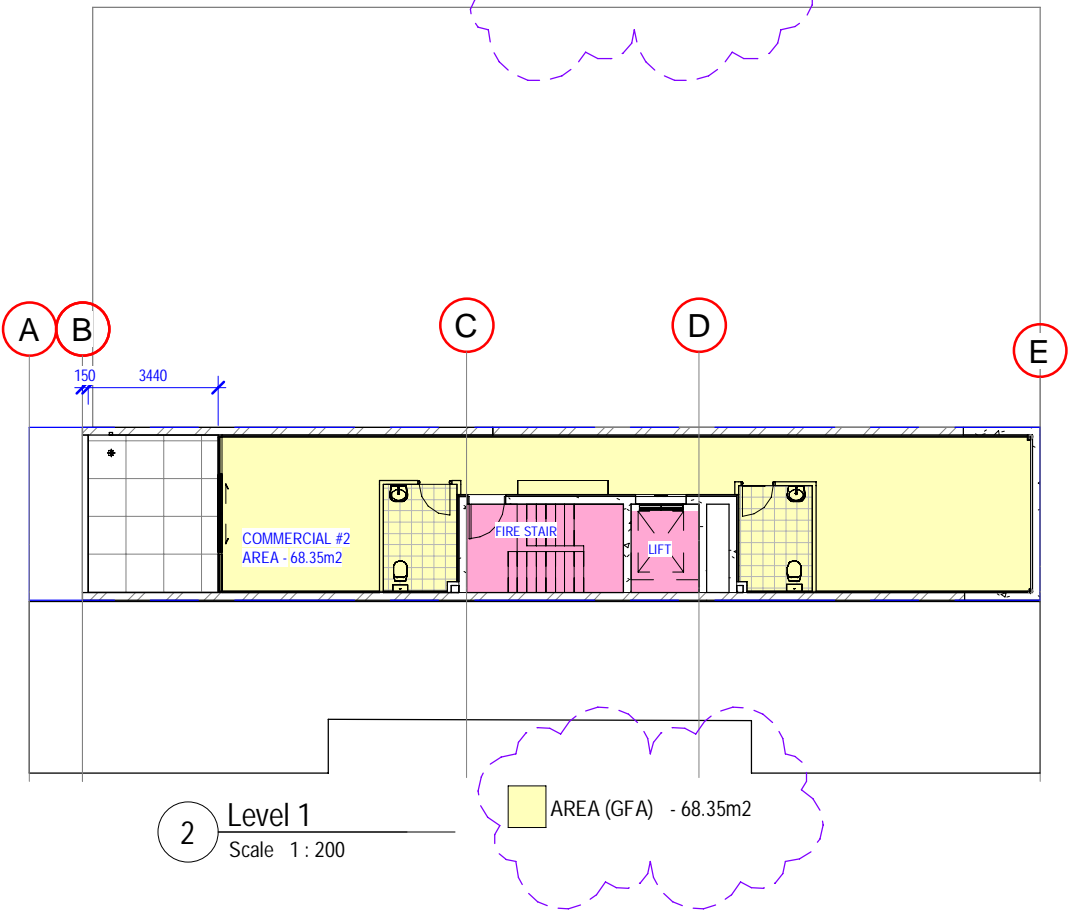 A
B
C
D
E
150
3440
COMMERCIAL #2
AREA - 68.35m2
FIRE STAIR
LIFT
2
Level 1
Scale 1 : 200
AREA (GFA) - 68.35m2